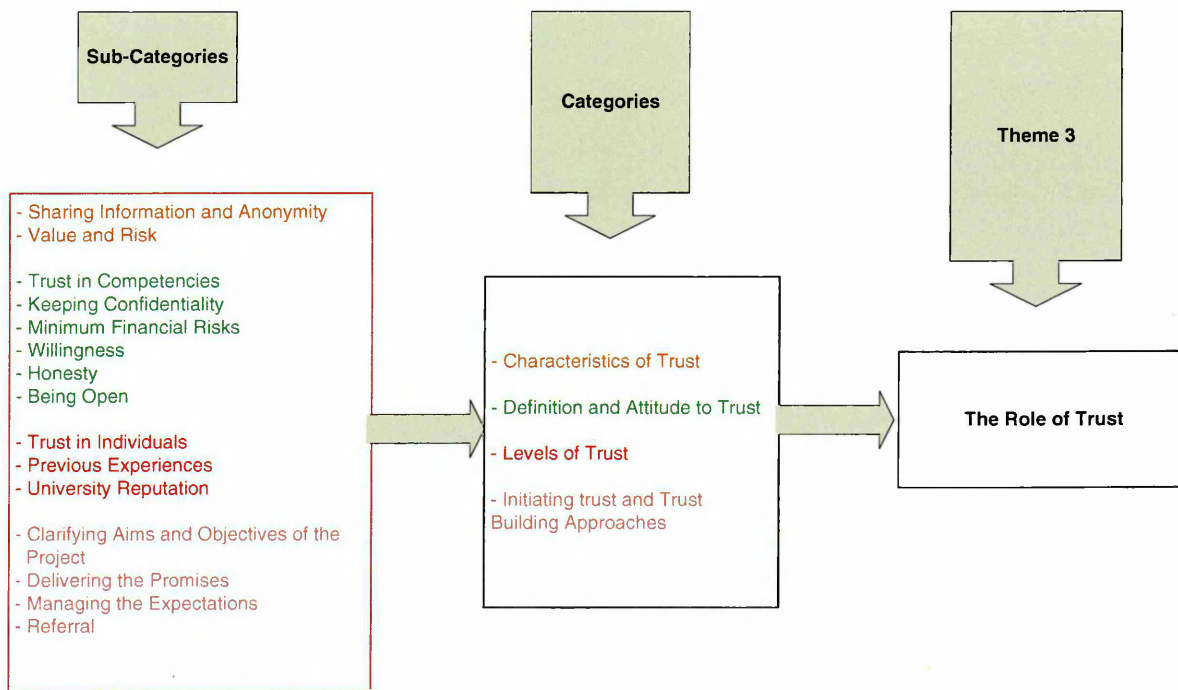 Sub-Categories
Categories
Theme 3
- Sharing Information and Anonymity
- Value and Risk
- Trust in Competencies
- Keeping Confidentiality
- Minimum Financial Risks
- Willingness
- Honesty
- Being Open
- Trust in Individuals
- Previous Experiences
- University Reputation
- Clarifying Aims and Objectives of the
Project
- Delivering the Promises
- Managing the Expectations
- Referral
- Characteristics of Trust
- Definition and Attitude to Trust
- Levels of Trust
- Initiating trust and Trust
Building Approaches
The Role of Trust